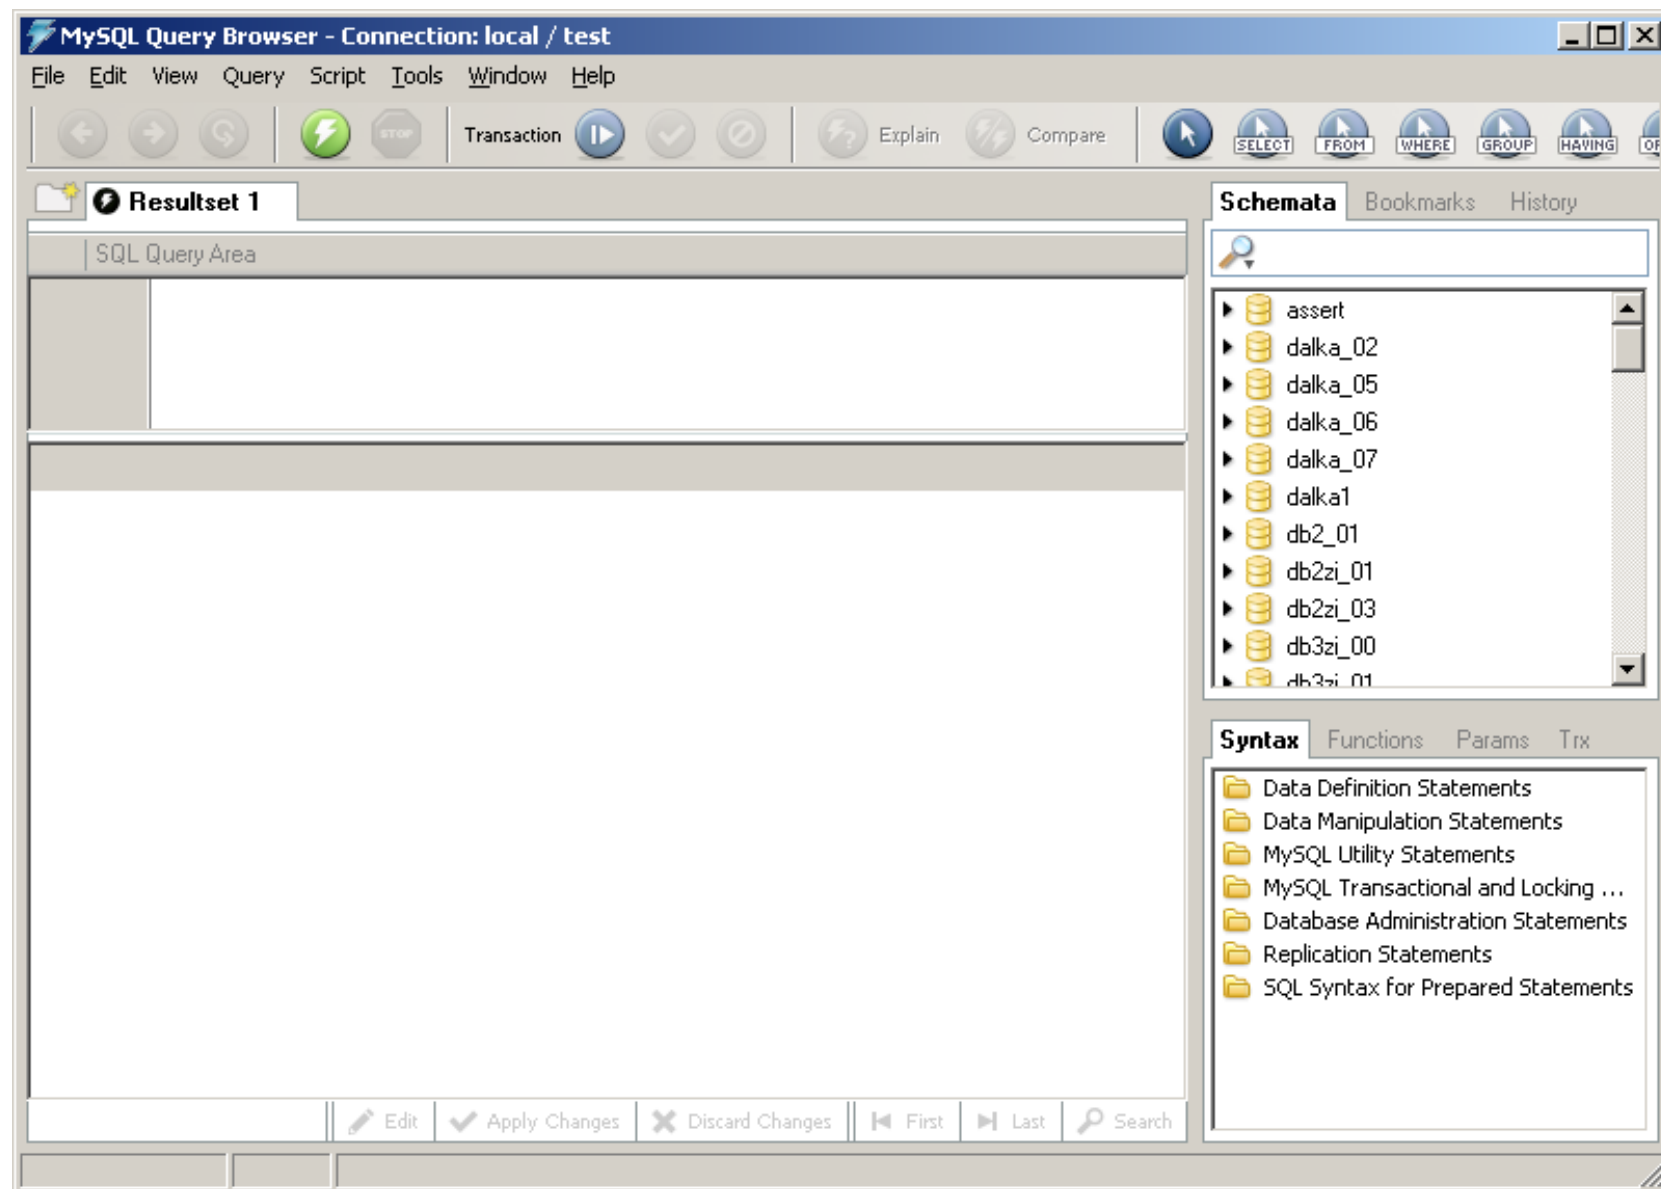 MySQL Query Browser - Connection: local / test
File Edit View Query Script Tools Window Help
STOP Transaction Explain Compare SELECT FROM WHERE GROUP HAVING
Resultset 1
SQL Query Area
Schemata Bookmarks History
assert
dalka_02
dalka_05
dalka_06
dalka_07
dalka1
db2_01
db2zi_01
db2zi_03
db3zi_00
db3zi_01
Syntax Functions Params Trx
Data Definition Statements
Data Manipulation Statements
MySQL Utility Statements
MySQL Transactional and Locking ...
Database Administration Statements
Replication Statements
SQL Syntax for Prepared Statements
Edit Apply Changes Discard Changes First Last Search